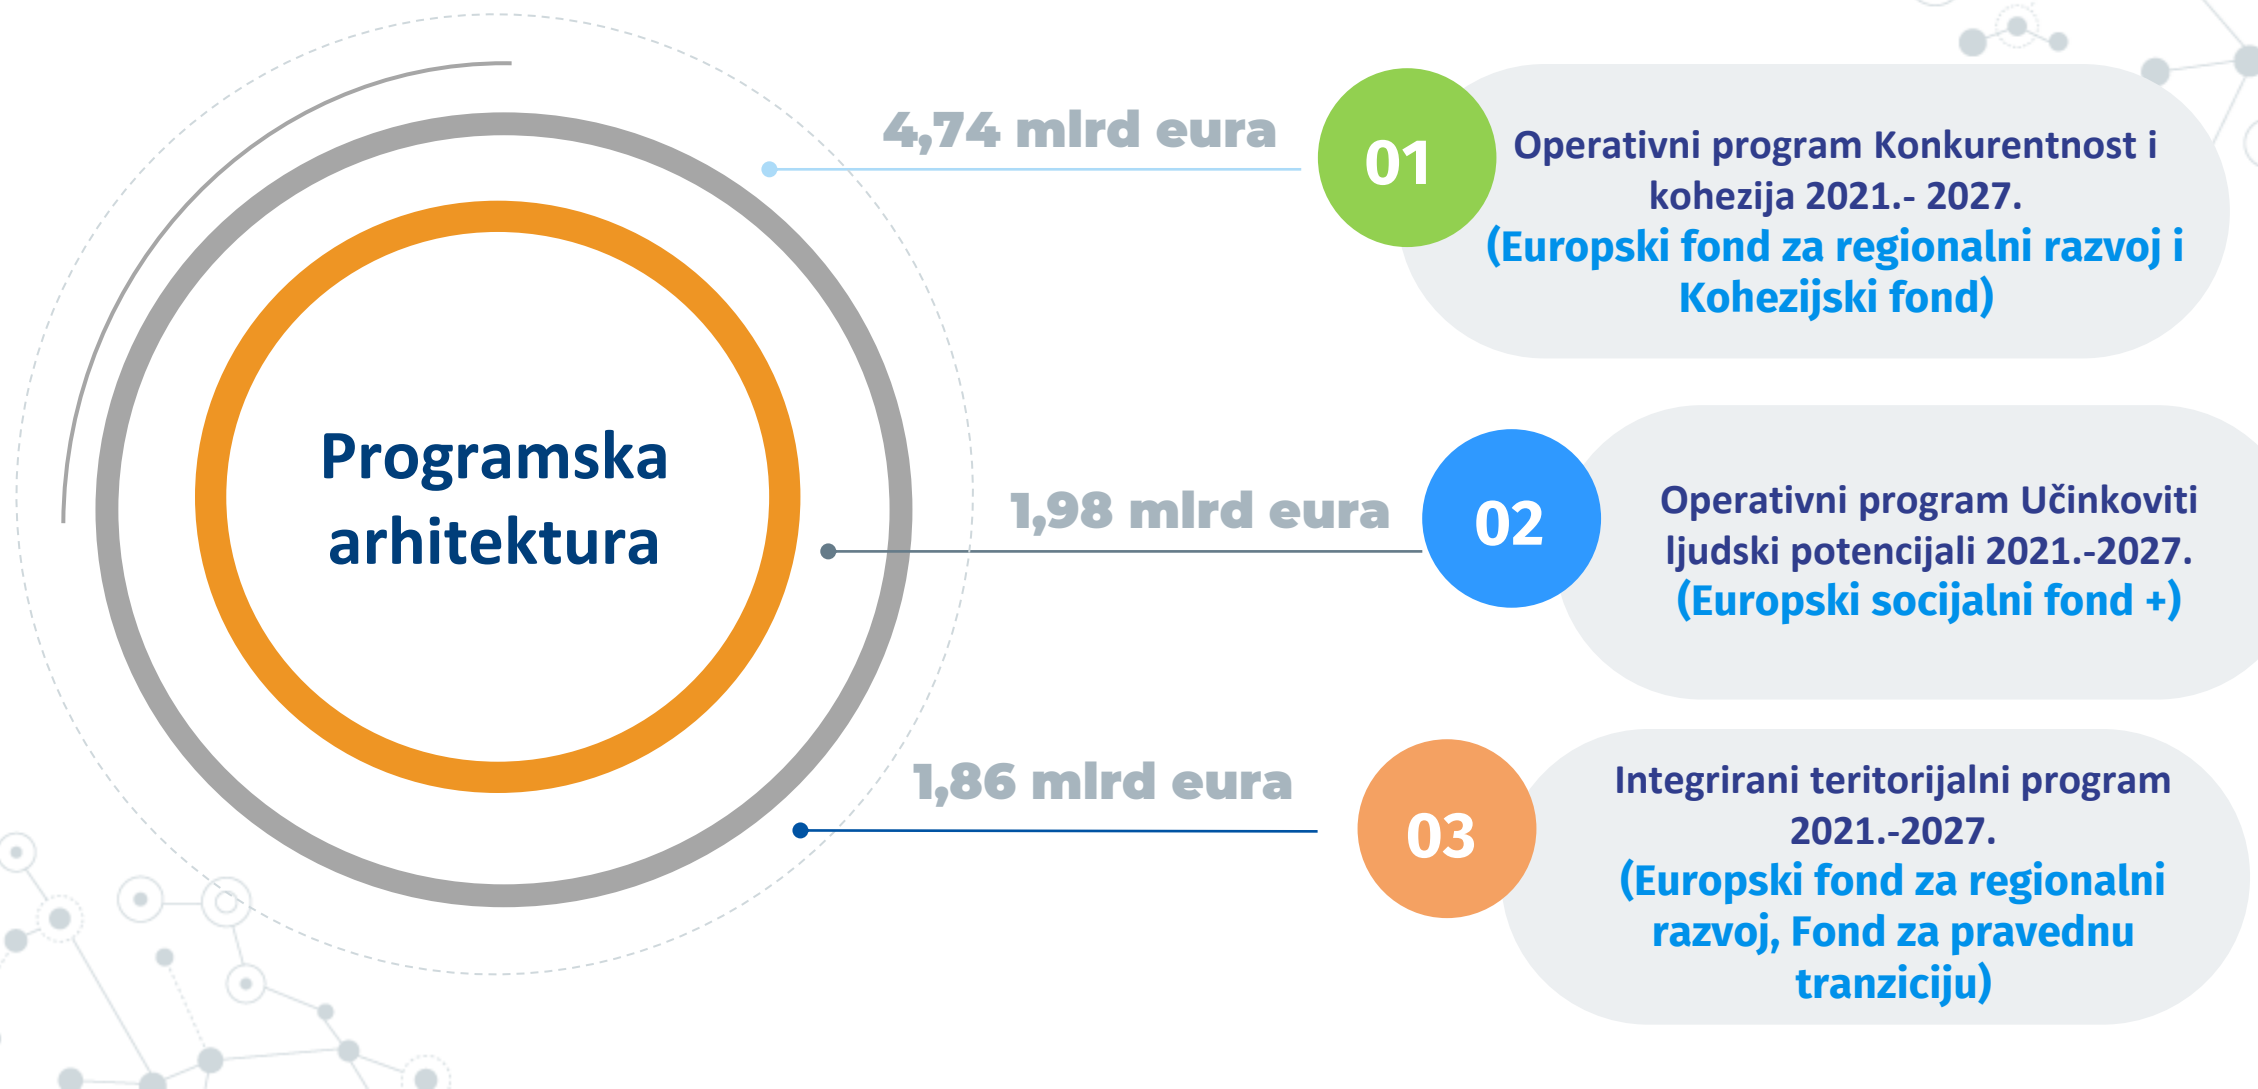 Programska
arhitektura
4,74 mlrd eura
01
Operativni program Konkurentnost i
kohezija 2021.- 2027.
(Europski fond za regionalni razvoj i
Kohezijski fond)
1,98 mlrd eura
02
Operativni program Učinkoviti
ljudski potencijali 2021.-2027.
(Europski socijalni fond +)
1,86 mlrd eura
03
Integrirani teritorijalni program
2021.-2027.
(Europski fond za regionalni
razvoj, Fond za pravednu
tranziciju)